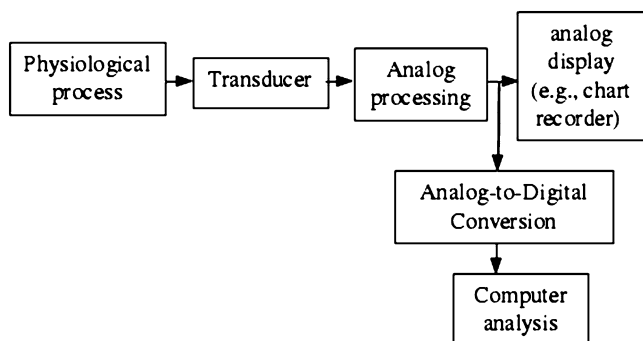 Physiological
process
Transducer
Analog
processing
analog
display
(e.g., chart
recorder)
Analog-to-Digital
Conversion
Computer
analysis